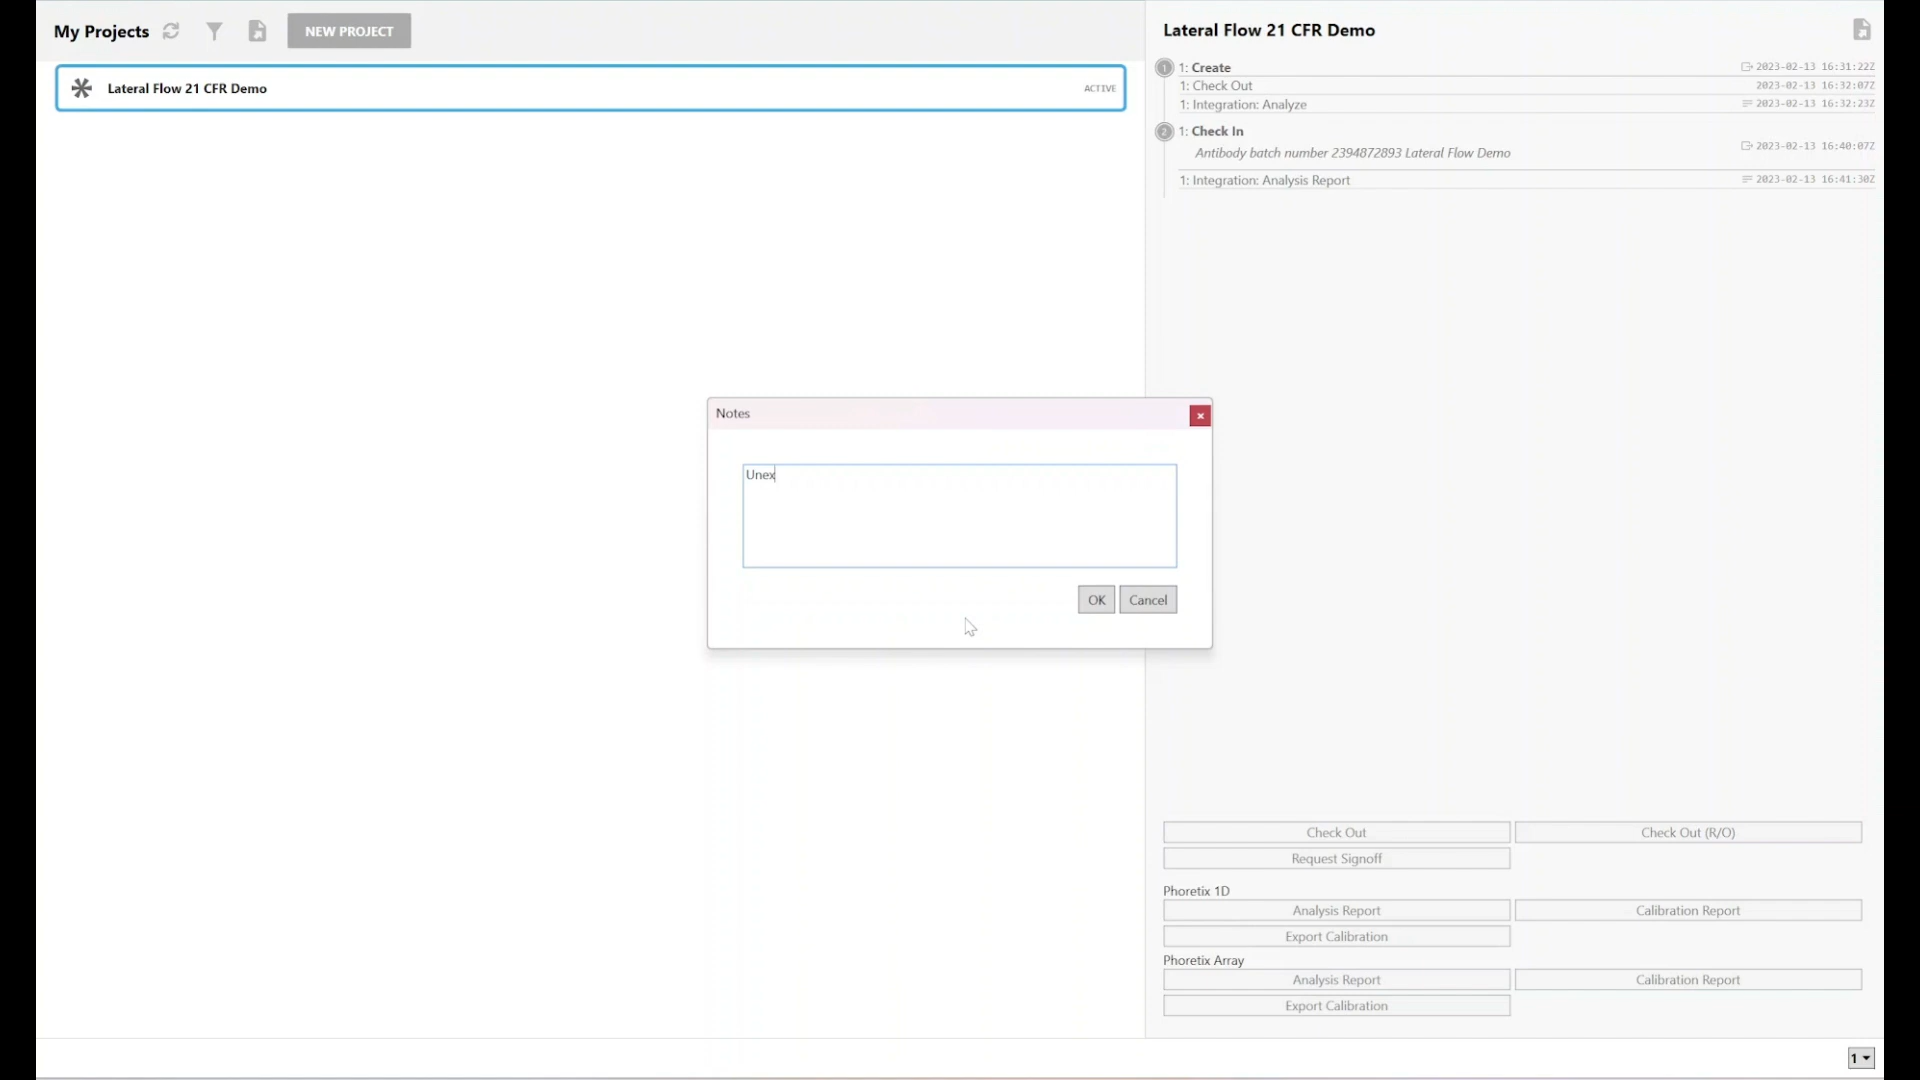 My Projects
NEW PROJECT
Lateral Flow 21 CFR Demo
ACTIVE
Lateral Flow 21 CFR Demo
1 1: Create 2023-02-13 16:31:22Z
1: Check Out 2023-02-13 16:32:07Z
1: Integration: Analyze 2023-02-13 16:32:23Z
2 1: Check In
Antibody batch number 2394872893 Lateral Flow Demo 2023-02-13 16:40:07Z
1: Integration: Analysis Report 2023-02-13 16:41:30Z
Notes
Unex
OK Cancel
Check Out Check Out (R/O)
Request Signoff
Phoretix 1D
Analysis Report Calibration Report
Export Calibration
Phoretix Array
Analysis Report Calibration Report
Export Calibration
1